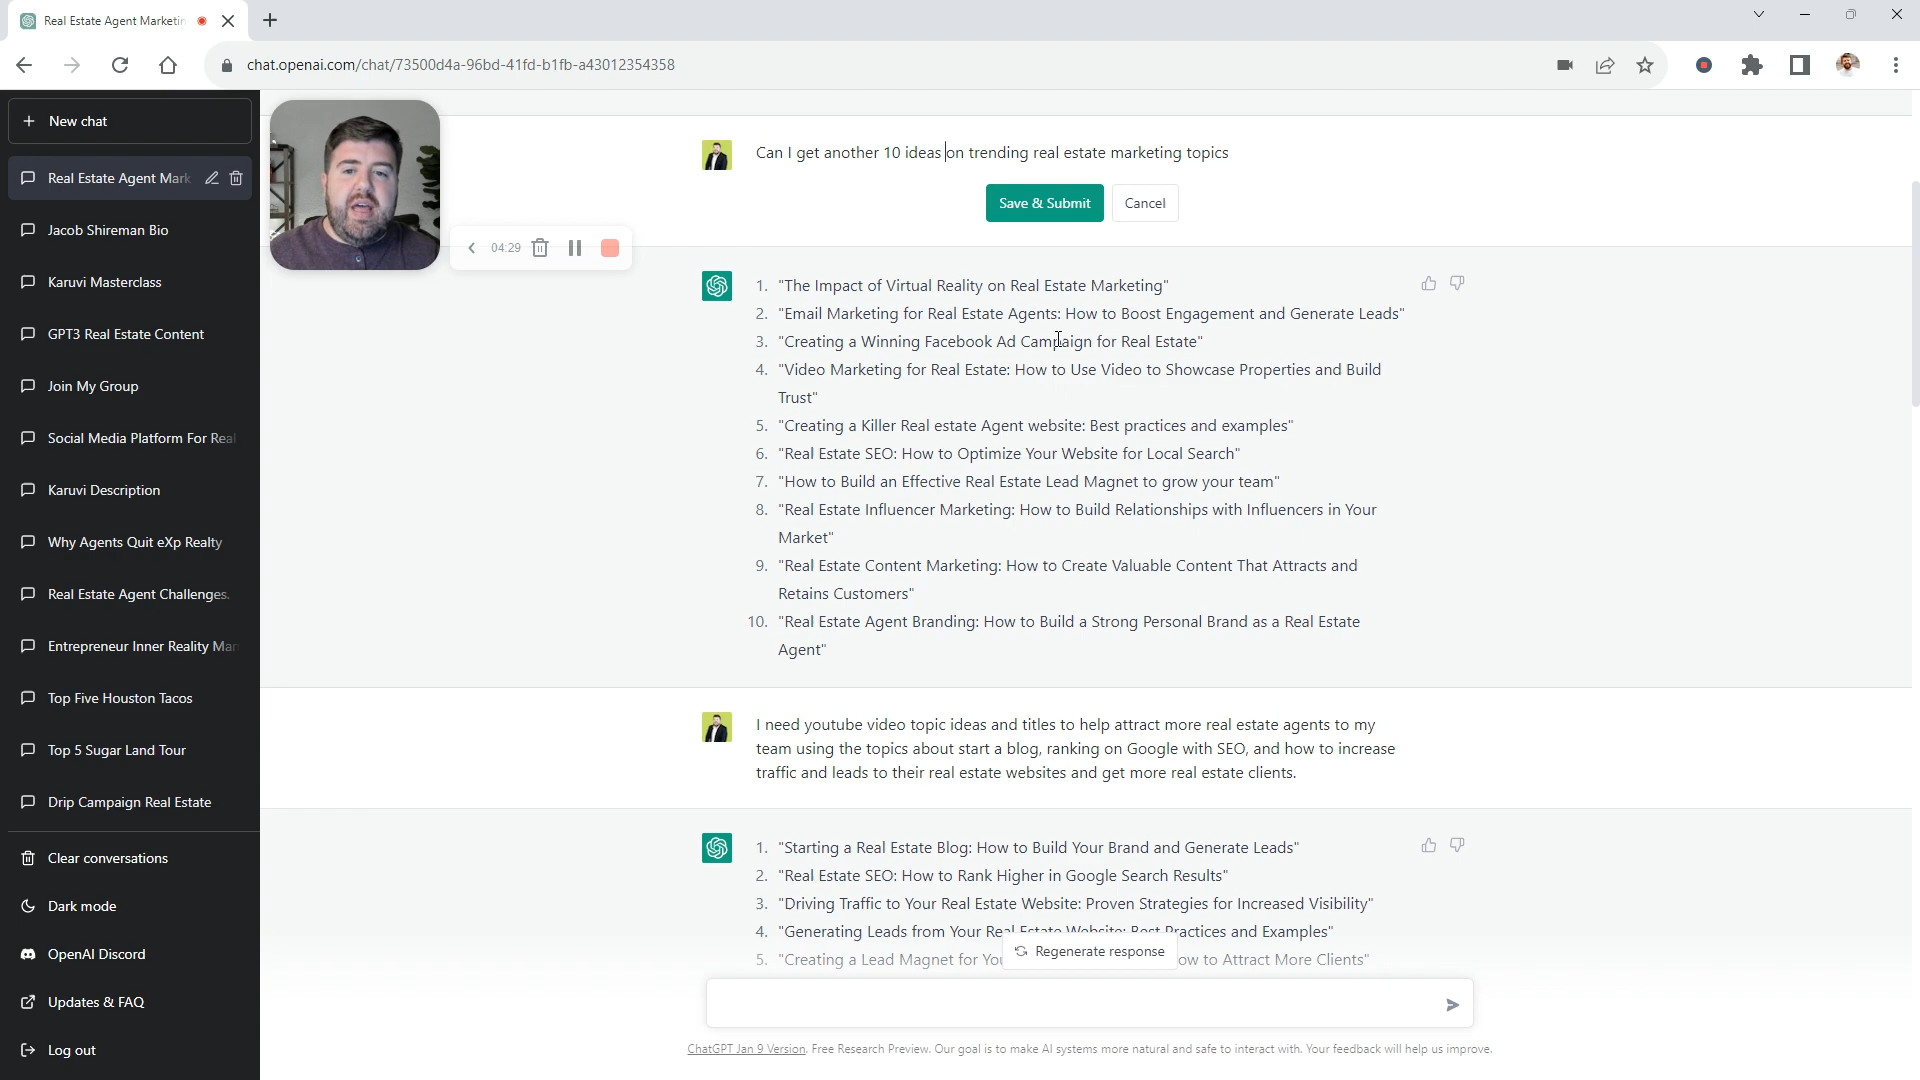 Real Estate Agent Marketin
chat.openai.com/chat/73500d4a-96bd-41fd-b1fb-a43012354358
New chat
Real Estate Agent Mark
Jacob Shireman Bio
Karuvi Masterclass
GPT3 Real Estate Content
Join My Group
Social Media Platform For Real
Karuvi Description
Why Agents Quit eXp Realty
Real Estate Agent Challenges.
Entrepreneur Inner Reality Man
Top Five Houston Tacos
Top 5 Sugar Land Tour
Drip Campaign Real Estate
Clear conversations
Dark mode
OpenAI Discord
Updates & FAQ
Log out
04:29
Can I get another 10 ideas on trending real estate marketing topics
Save & Submit
Cancel
1. "The Impact of Virtual Reality on Real Estate Marketing"
2. "Email Marketing for Real Estate Agents: How to Boost Engagement and Generate Leads"
3. "Creating a Winning Facebook Ad Campaign for Real Estate"
4. "Video Marketing for Real Estate: How to Use Video to Showcase Properties and Build
Trust"
5. "Creating a Killer Real estate Agent website: Best practices and examples"
6. "Real Estate SEO: How to Optimize Your Website for Local Search"
7. "How to Build an Effective Real Estate Lead Magnet to grow your team"
8. "Real Estate Influencer Marketing: How to Build Relationships with Influencers in Your
Market"
9. "Real Estate Content Marketing: How to Create Valuable Content That Attracts and
Retains Customers"
10. "Real Estate Agent Branding: How to Build a Strong Personal Brand as a Real Estate
Agent"
I need youtube video topic ideas and titles to help attract more real estate agents to my
team using the topics about start a blog, ranking on Google with SEO, and how to increase
traffic and leads to their real estate websites and get more real estate clients.
1. "Starting a Real Estate Blog: How to Build Your Brand and Generate Leads"
2. "Real Estate SEO: How to Rank Higher in Google Search Results"
3. "Driving Traffic to Your Real Estate Website: Proven Strategies for Increased Visibility"
4. "Generating Leads from Your Real Estate Website: Best Practices and Examples"
5. "Creating a Lead Magnet for You ow to Attract More Clients"
Regenerate response
ChatGPT Jan 9 Version. Free Research Preview. Our goal is to make AI systems more natural and safe to interact with. Your feedback will help us improve.